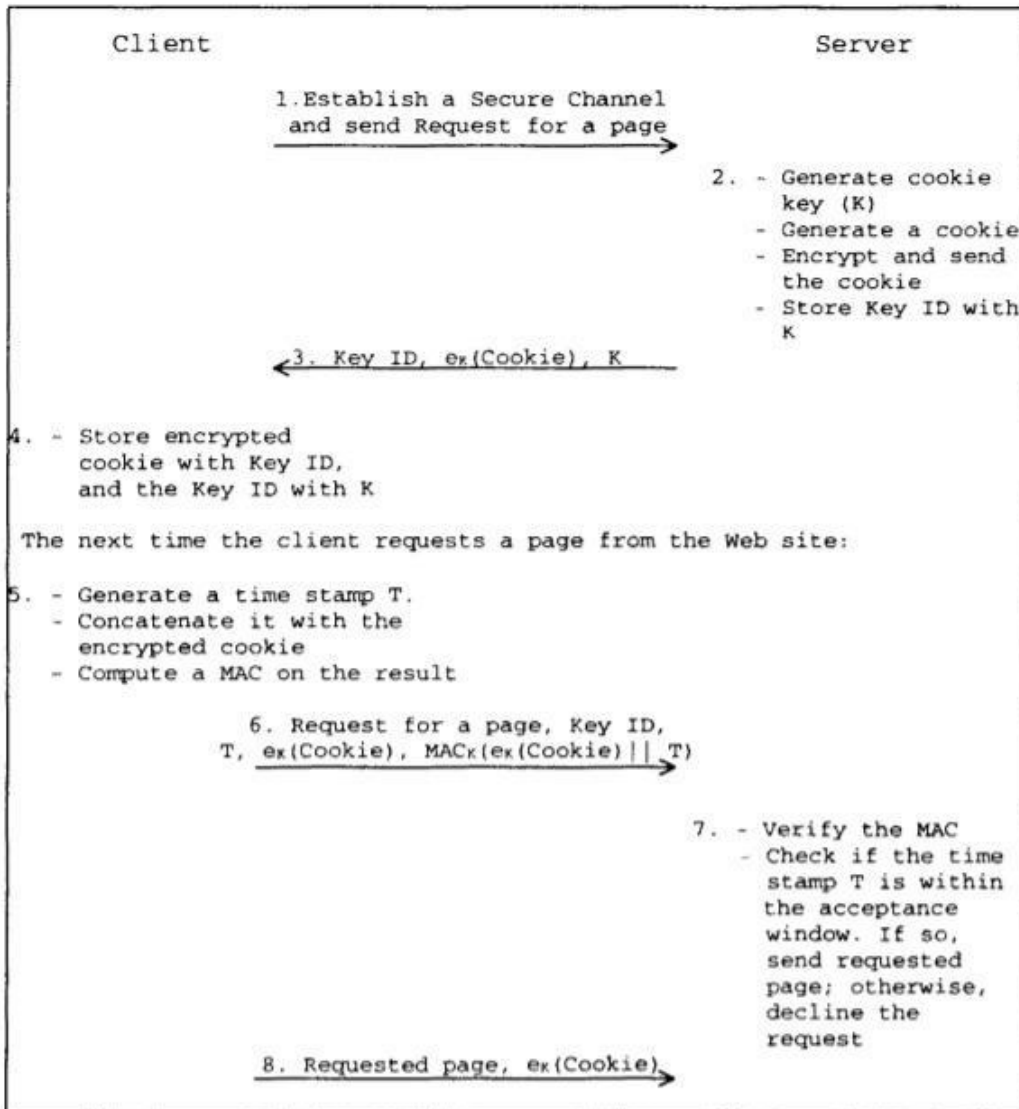 Client Server
1.Establish a Secure Channel
and send Request for a page
2. - Generate cookie
key (K)
- Generate a cookie
- Encrypt and send
the cookie
- Store Key ID with
K
3. Key ID, eK(Cookie), K
4. - Store encrypted
cookie with Key ID,
and the Key ID with K
The next time the client requests a page from the Web site:
5. - Generate a time stamp T.
- Concatenate it with the
encrypted cookie
- Compute a MAC on the result
6. Request for a page, Key ID,
T, eK(Cookie), MACK(eK(Cookie)|| T)
7. - Verify the MAC
- Check if the time
stamp T is within
the acceptance
window. If so,
send requested
page; otherwise,
decline the
request
8. Requested page, eK(Cookie)